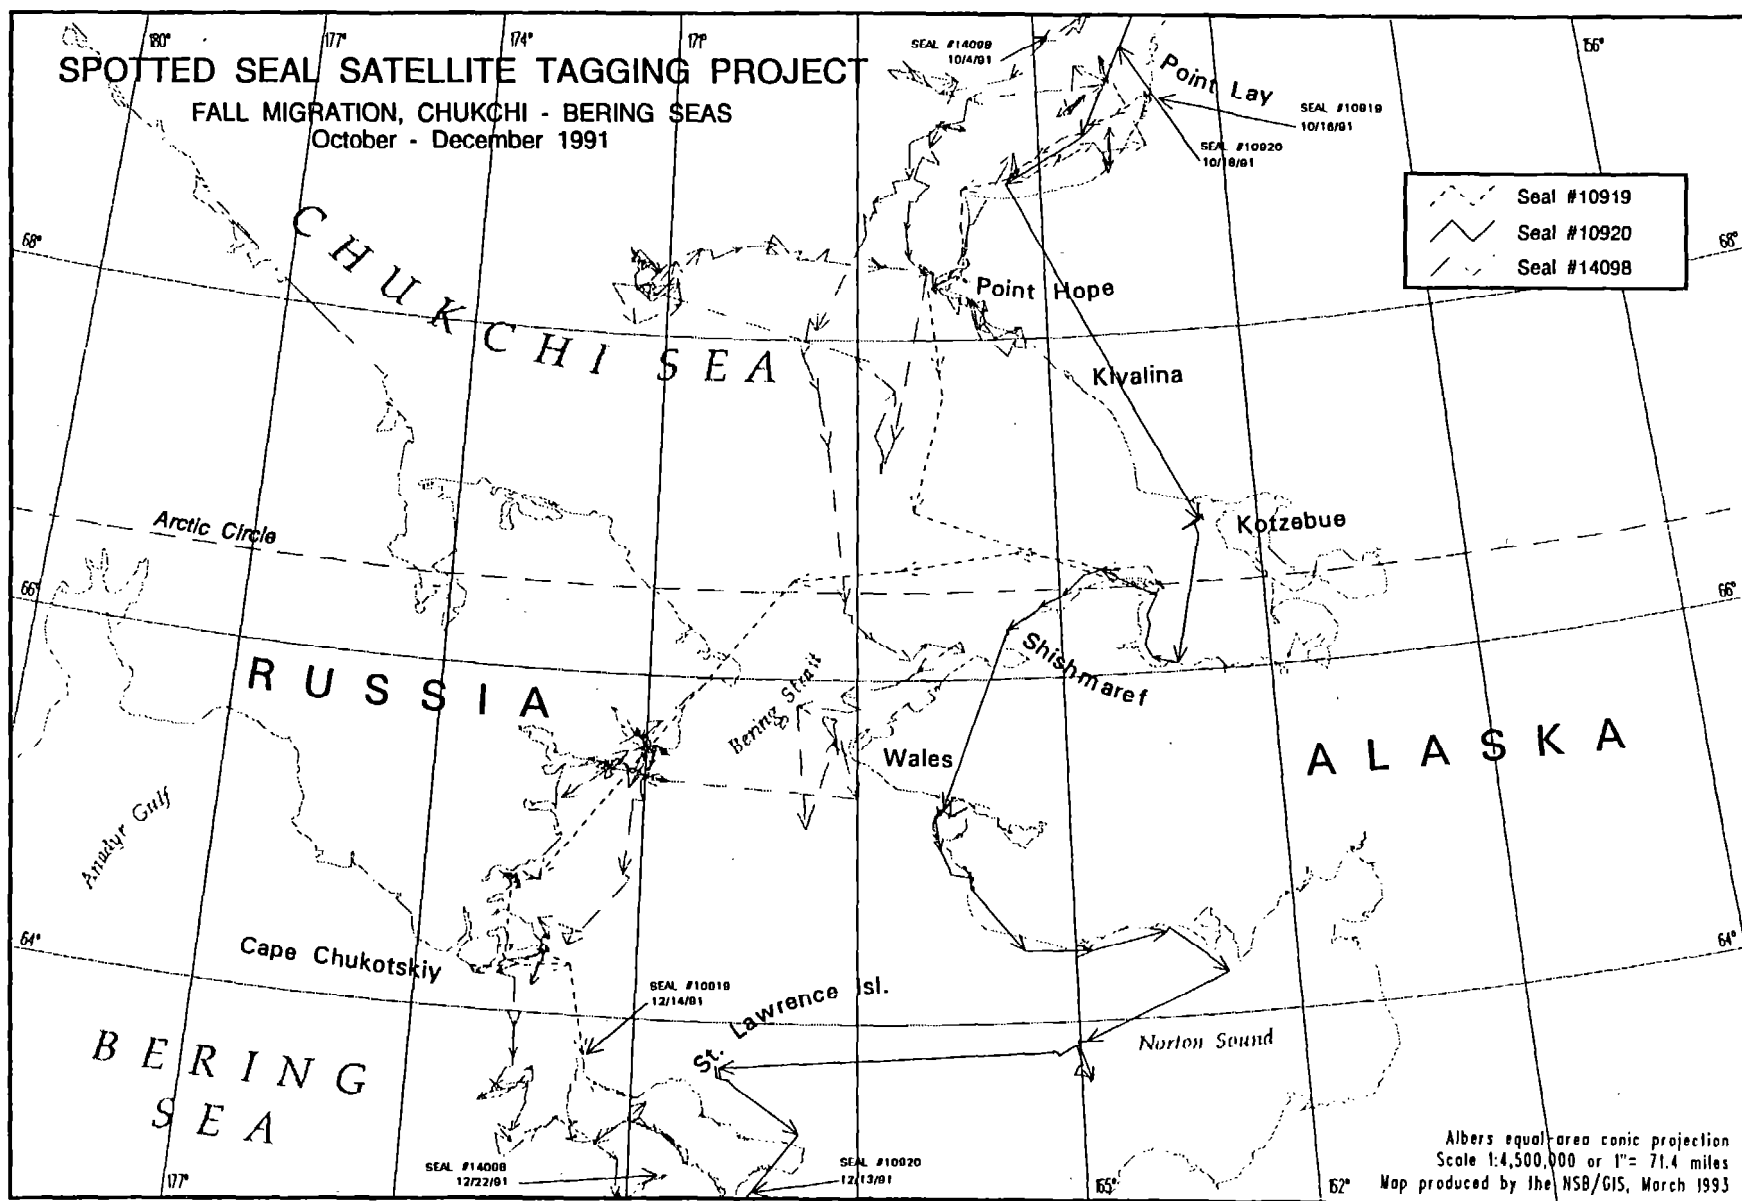 180°
177°
174°
171°
156°
SPOTTED SEAL SATELLITE TAGGING PROJECT
FALL MIGRATION, CHUKCHI - BERING SEAS
October - December 1991
SEAL #14098
10/4/91
Point Lay
SEAL #10919
10/16/91
SEAL #10920
10/18/91
Seal #10919
Seal #10920
Seal #14098
68°
68°
CHUKCHI SEA
Point Hope
Kivalina
Arctic Circle
Kotzebue
66°
66°
RUSSIA
Bering Strait
Shishmaref
Wales
ALASKA
Anadyr Gulf
64°
64°
Cape Chukotskiy
SEAL #10919
12/14/91
St. Lawrence Isl.
Norton Sound
BERING
SEA
SEAL #14098
12/22/91
SEAL #10920
12/13/91
177°
165°
162°
Albers equal-area conic projection
Scale 1:4,500,000 or 1"= 71.4 miles
Map produced by the NSB/GIS, March 1993